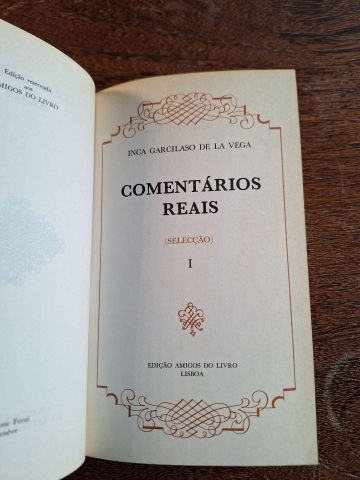 Edição reservada
aos
AMIGOS DO LIVRO
INCA GARCILASO DE LA VEGA
COMENTÁRIOS
REAIS
(SELECÇÃO)
I
EDIÇÃO AMIGOS DO LIVRO
LISBOA
Ferni